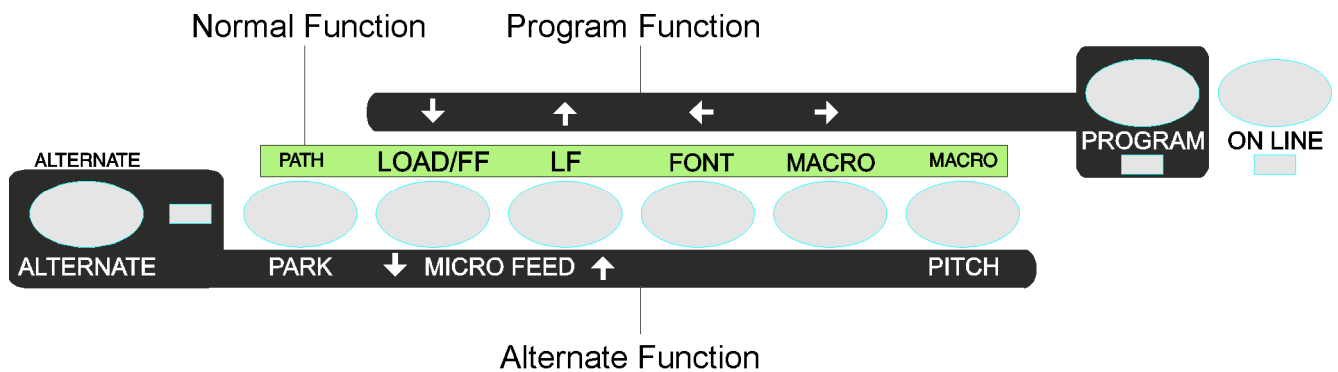 Normal Function Program Function
↓ ↑ ← →
PROGRAM ON LINE
ALTERNATE PATH LOAD/FF LF FONT MACRO MACRO
ALTERNATE PARK ↓ MICRO FEED ↑ PITCH
Alternate Function